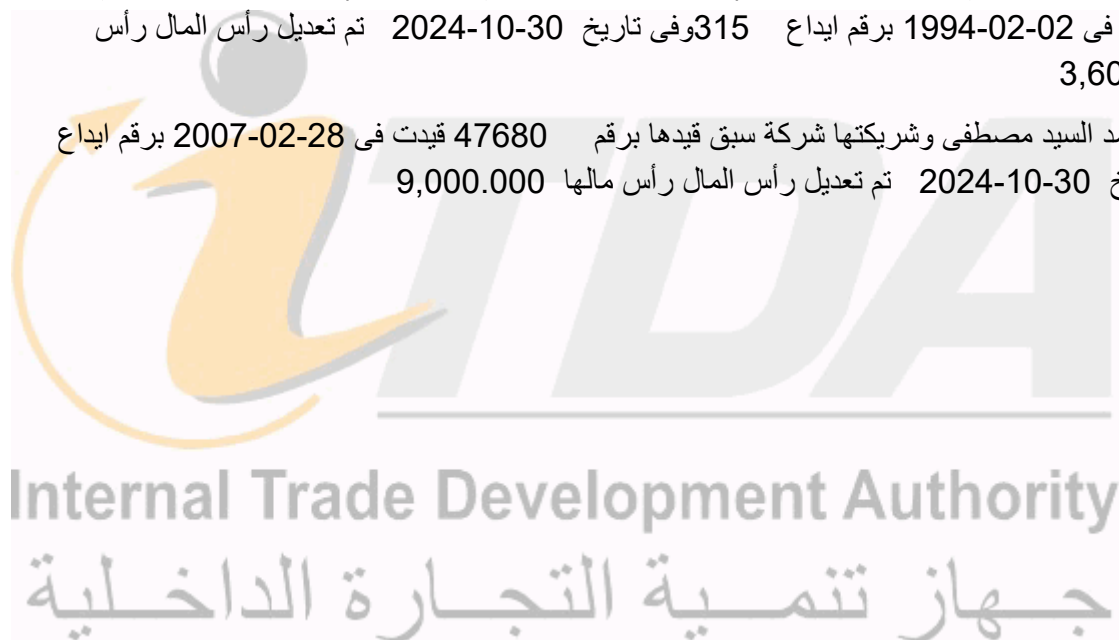 فى 02-02-1994 برقم ايداع 315وفى تاريخ 30-10-2024 تم تعديل رأس المال رأس
3,60
السيد مصطفى وشريكتها شركة سبق قيدها برقم 47680 قيدت فى 28-02-2007 برقم ايداع
30-10-2024 تم تعديل رأس المال رأس مالها 9,000.000
iTDA
Internal Trade Development Authority
جهاز تنمية التجارة الداخلية